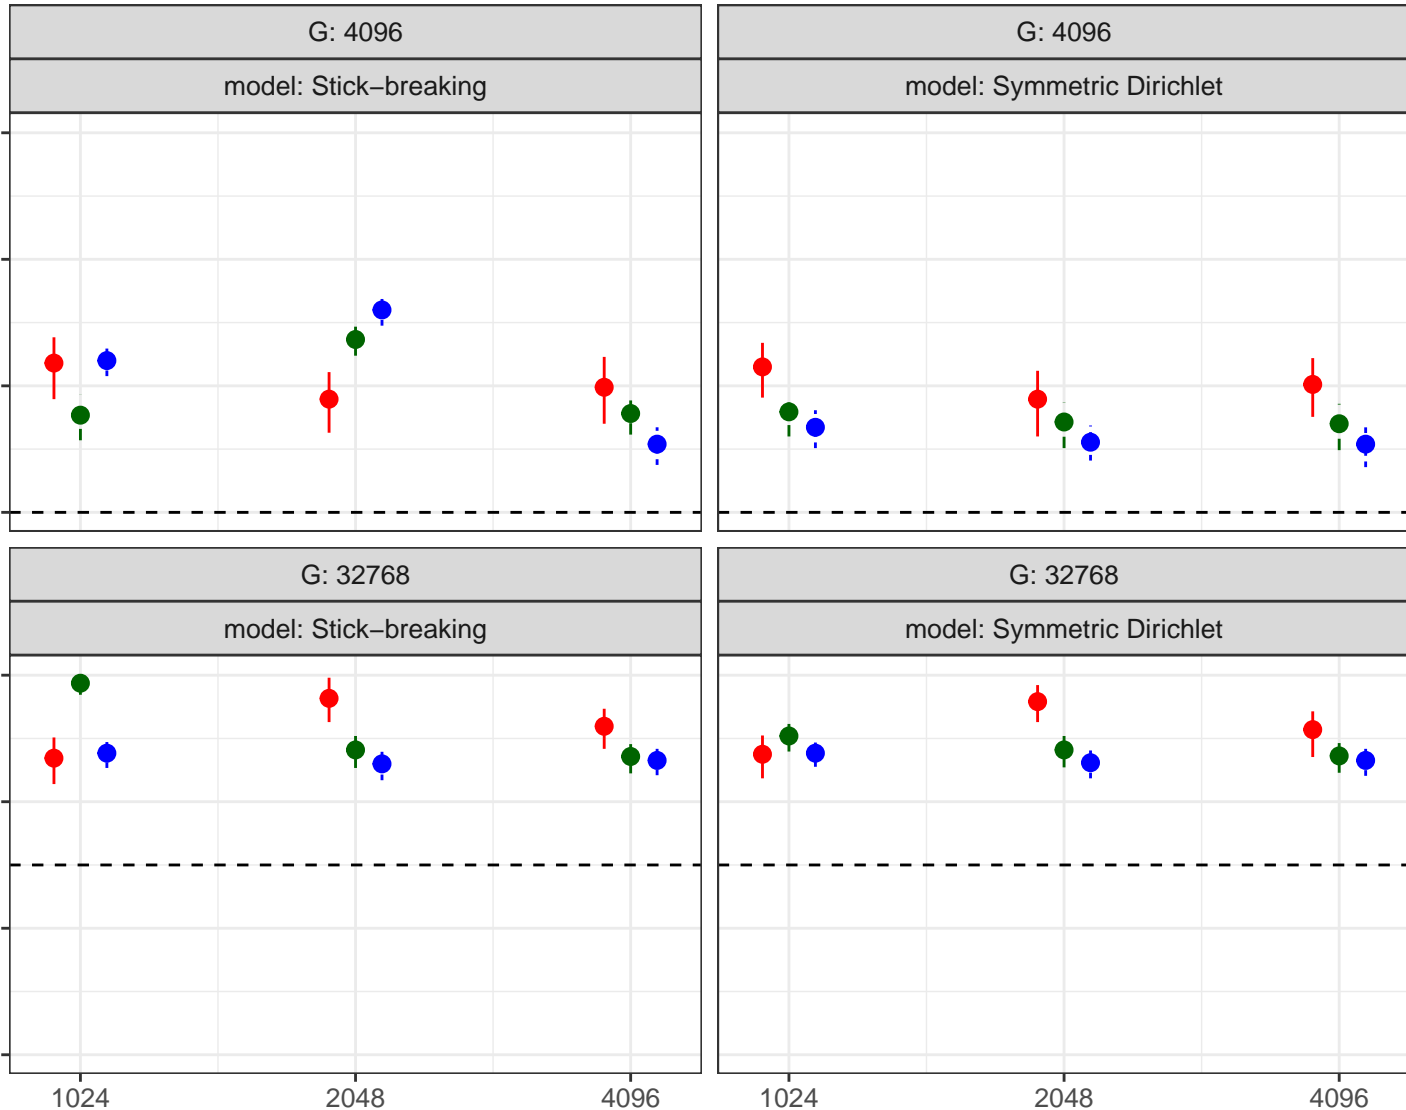 G: 4096
G: 4096
model: Stick−breaking
model: Symmetric Dirichlet
G: 32768
G: 32768
model: Stick−breaking
model: Symmetric Dirichlet
1024
2048
4096
1024
2048
4096